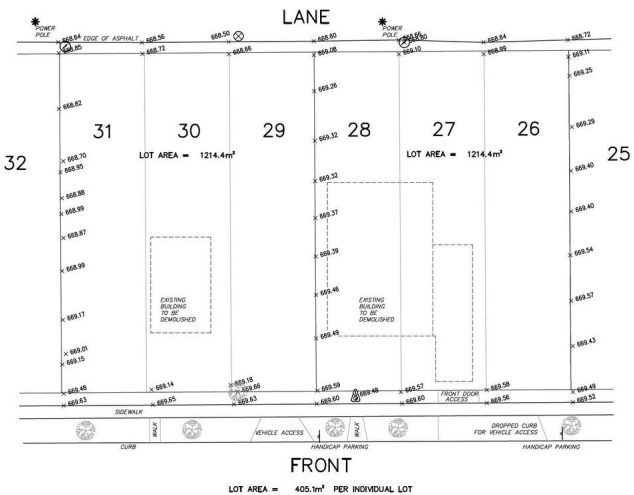 LANE
POWER
POLE
POWER
POLE
668.64
EDGE OF ASPHALT
668.56
668.50
668.60
668.66
668.64
668.72
668.85
668.72
668.66
669.08
669.10
668.99
669.11
669.25
669.26
668.82
31
30
29
28
27
26
32
25
669.32
669.29
LOT AREA = 1214.4m²
LOT AREA = 1214.4m²
668.70
668.95
669.32
669.40
668.88
668.99
669.37
669.40
668.87
669.39
669.54
668.99
669.46
669.57
EXISTING
BUILDING
TO BE
DEMOLISHED
EXISTING
BUILDING
TO BE
DEMOLISHED
669.17
669.49
669.43
669.01
669.15
669.48
669.14
669.18
669.66
669.59
669.48
669.57
669.58
669.49
669.63
669.65
669.63
669.60
669.60
FRONT DOOR
ACCESS
669.56
669.52
SIDEWALK
WALK
VEHICLE ACCESS
WALK
DROPPED CURB
FOR VEHICLE ACCESS
CURB
HANDICAP PARKING
HANDICAP PARKING
FRONT
LOT AREA = 405.1m² PER INDIVIDUAL LOT